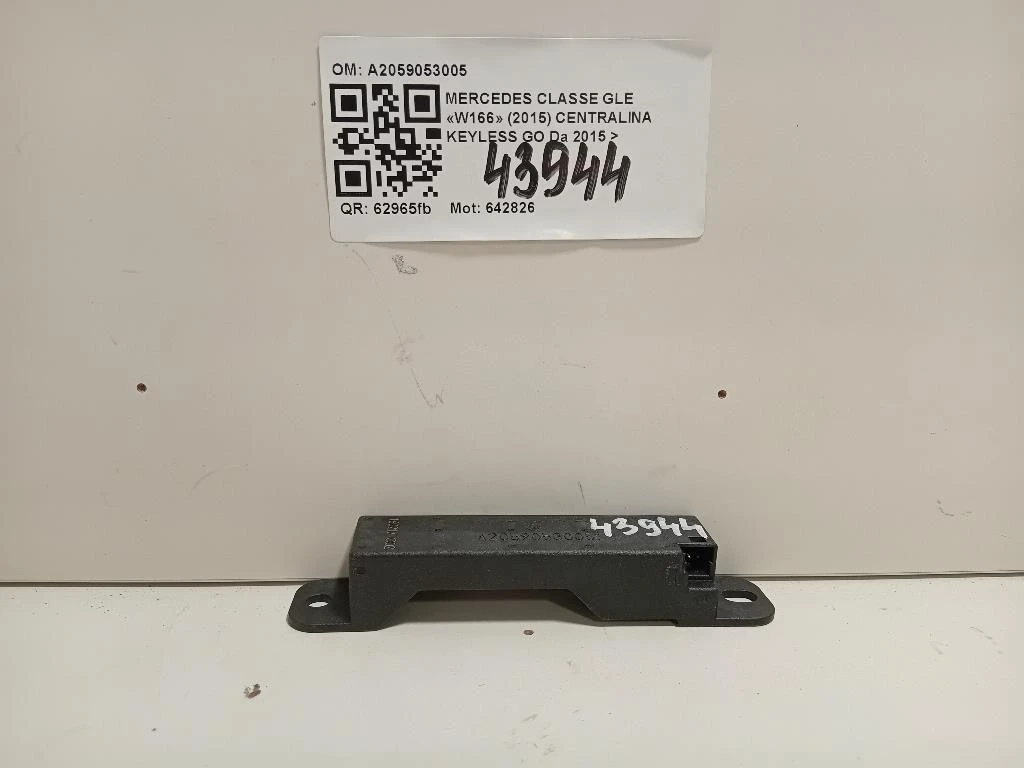 OM: A2059053005
MERCEDES CLASSE GLE
«W166» (2015) CENTRALINA
KEYLESS GO Da 2015 >
43944
QR: 62965fb Mot: 642826
43944